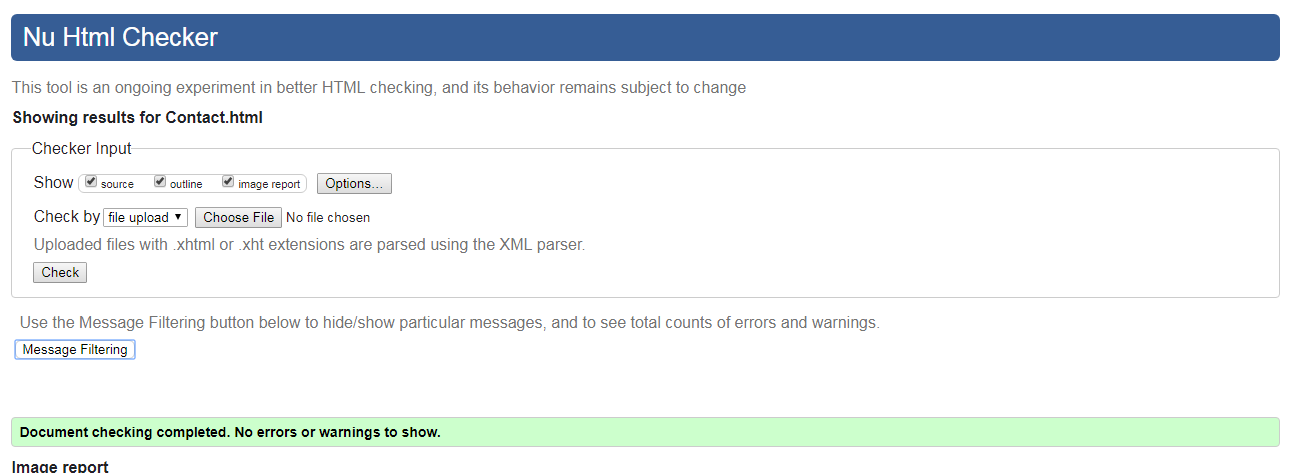 Nu Html Checker
This tool is an ongoing experiment in better HTML checking, and its behavior remains subject to change
Showing results for Contact.html
Checker Input
Show source outline image report Options...
Check by file upload Choose File No file chosen
Uploaded files with .xhtml or .xht extensions are parsed using the XML parser.
Check
Use the Message Filtering button below to hide/show particular messages, and to see total counts of errors and warnings.
Message Filtering
Document checking completed. No errors or warnings to show.
Image report